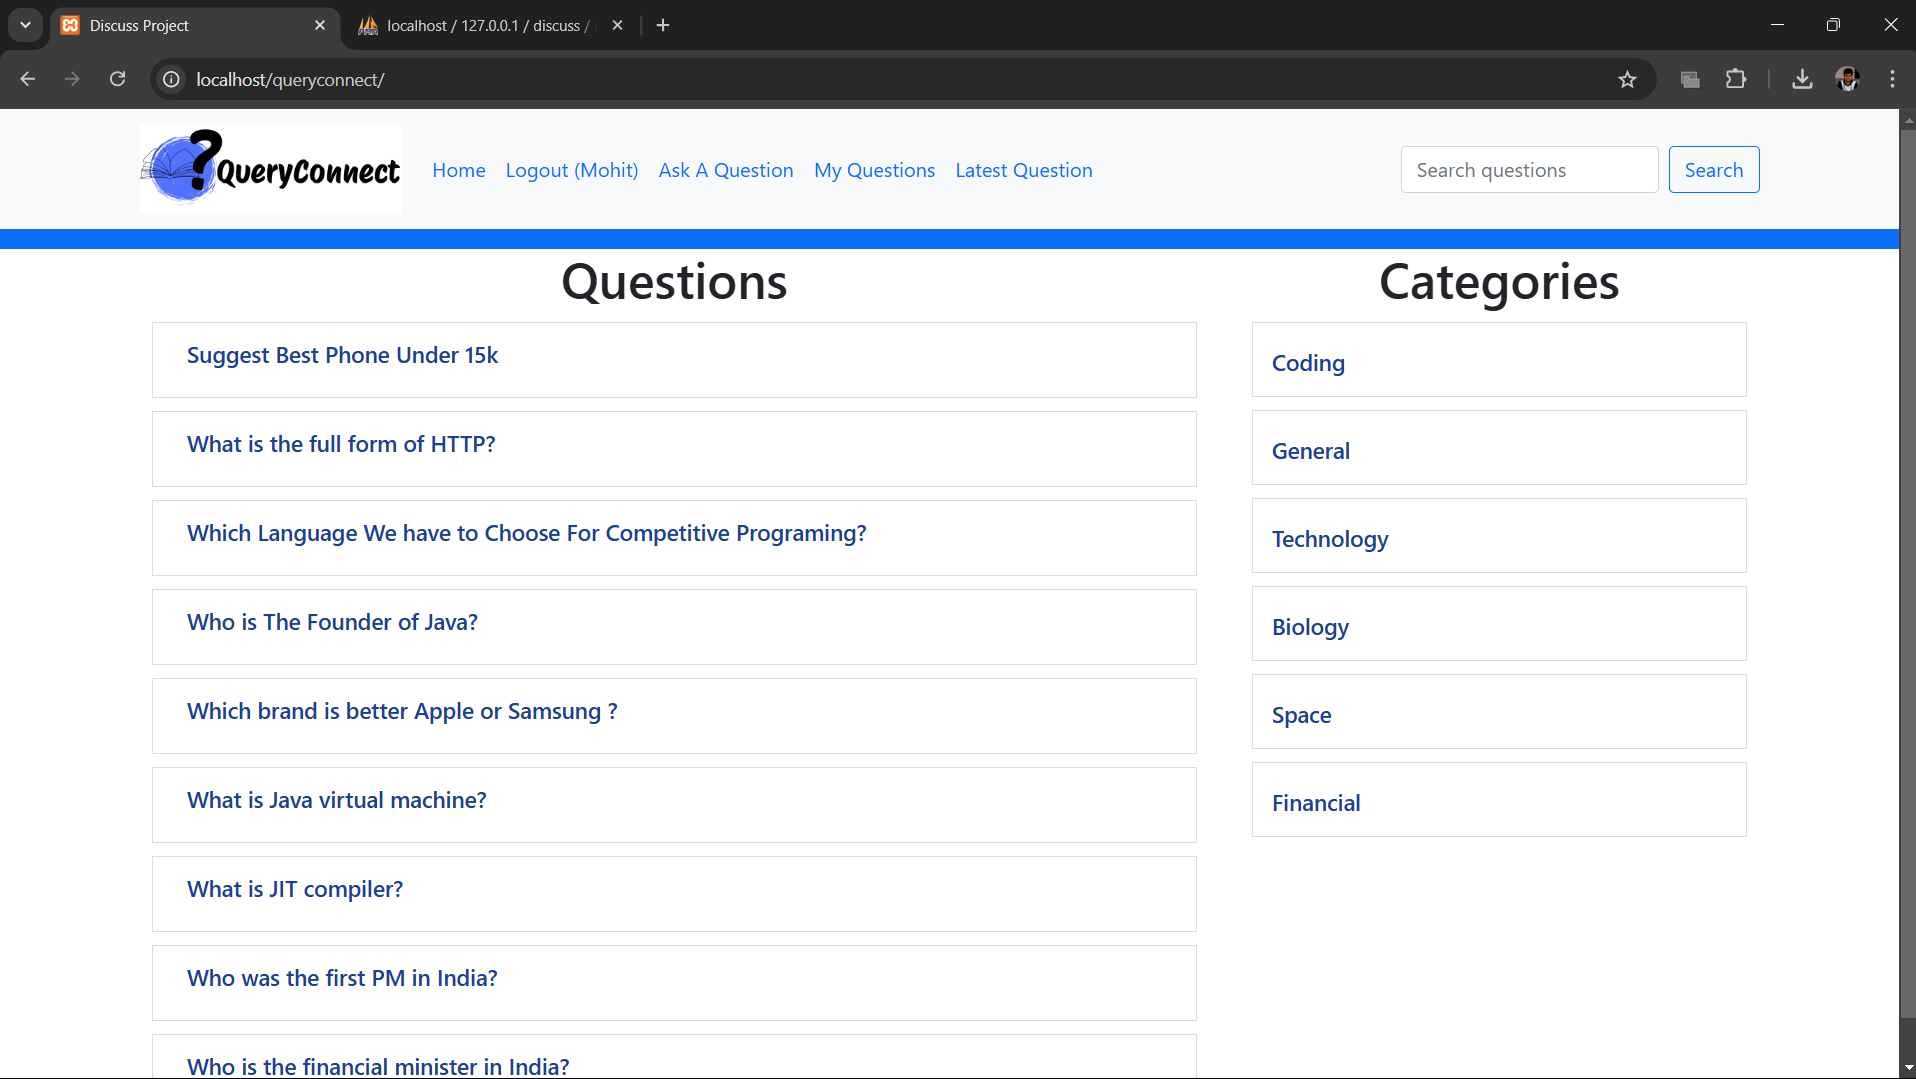 Discuss Project
localhost / 127.0.0.1 / discuss /
localhost/queryconnect/
?QueryConnect
Home Logout (Mohit) Ask A Question My Questions Latest Question Search questions Search
Questions
Suggest Best Phone Under 15k
What is the full form of HTTP?
Which Language We have to Choose For Competitive Programing?
Who is The Founder of Java?
Which brand is better Apple or Samsung ?
What is Java virtual machine?
What is JIT compiler?
Who was the first PM in India?
Who is the financial minister in India?
Categories
Coding
General
Technology
Biology
Space
Financial